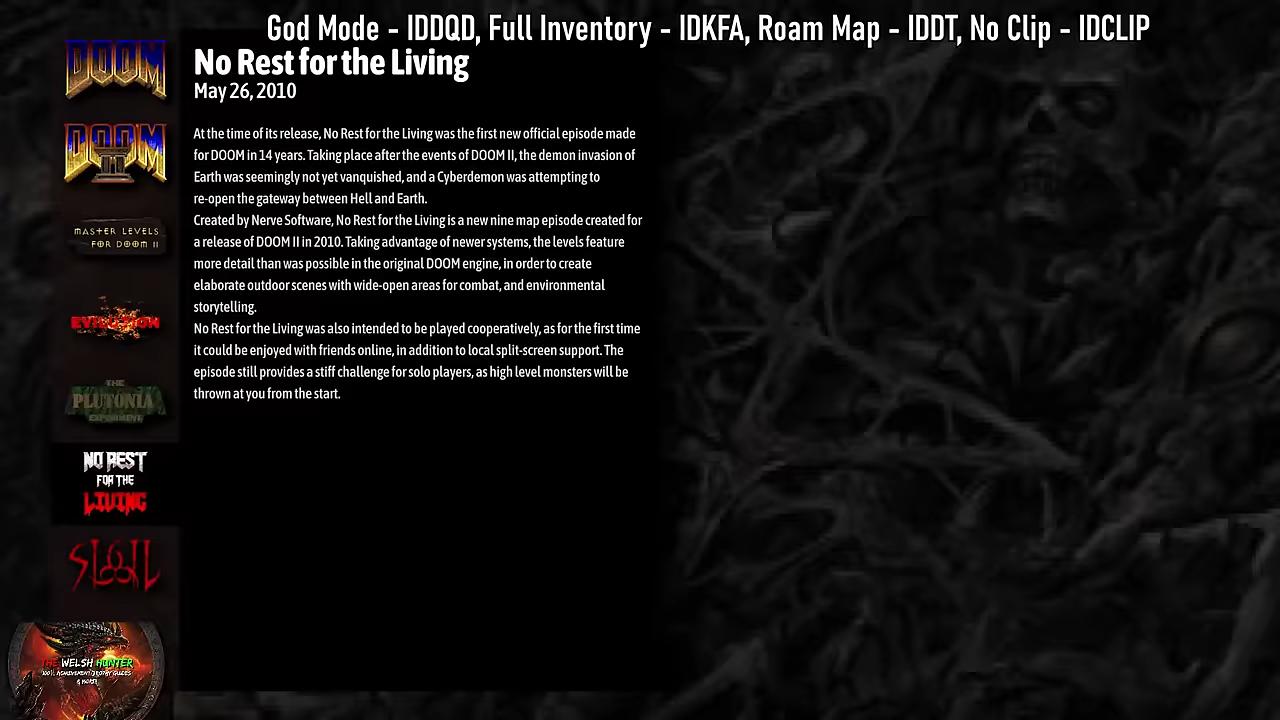 God Mode - IDDQD, Full Inventory - IDKFA, Roam Map - IDDT, No Clip - IDCLIP
No Rest for the Living
May 26, 2010
At the time of its release, No Rest for the Living was the first new official episode made
for DOOM in 14 years. Taking place after the events of DOOM II, the demon invasion of
Earth was seemingly not yet vanquished, and a Cyberdemon was attempting to
re-open the gateway between Hell and Earth.
Created by Nerve Software, No Rest for the Living is a new nine map episode created for
a release of DOOM II in 2010. Taking advantage of newer systems, the levels feature
more detail than was possible in the original DOOM engine, in order to create
elaborate outdoor scenes with wide-open areas for combat, and environmental
storytelling.
No Rest for the Living was also intended to be played cooperatively, as for the first time
it could be enjoyed with friends online, in addition to local split-screen support. The
episode still provides a stiff challenge for solo players, as high level monsters will be
thrown at you from the start.
DOOM
DOOM
II
MASTER LEVELS
FOR DOOM II
EVILUTION
THE
PLUTONIA
EXPERIMENT
NO REST
FOR THE
LIVING
SIGIL
THE WELSH HUNTER
100% ACHIEVEMENT/TROPHY GUIDES
& MORE!